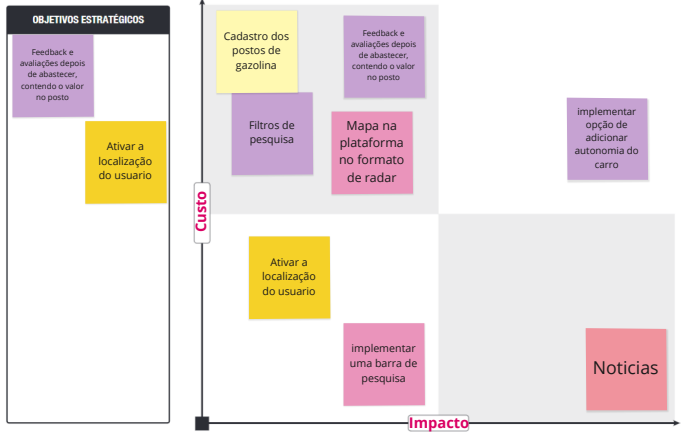 OBJETIVOS ESTRATÉGICOS
Feedback e
avaliações depois
de abastecer,
contendo o valor
no posto
Ativar a
localização
do usuario
Cadastro dos
postos de
gazolina
Feedback e
avaliações depois
de abastecer,
contendo o valor
no posto
Filtros de
pesquisa
Mapa na
plataforma
no formato
de radar
implementar
opção de
adicionar
autonomia do
carro
Custo
Ativar a
localização
do usuario
implementar
uma barra de
pesquisa
Noticias
Impacto